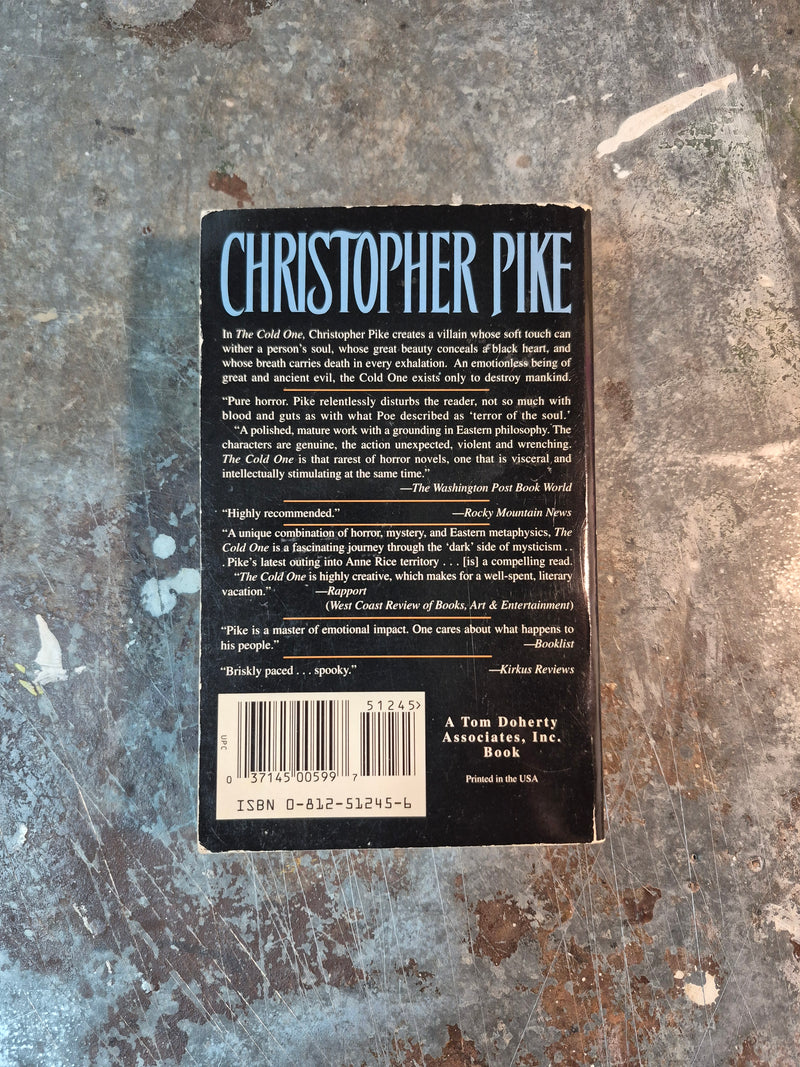 CHRISTOPHER PIKE
In The Cold One, Christopher Pike creates a villain whose soft touch can
wither a person's soul, whose great beauty conceals a black heart, and
whose breath carries death in every exhalation. An emotionless being of
great and ancient evil, the Cold One exists only to destroy mankind.
“Pure horror. Pike relentlessly disturbs the reader, not so much with
blood and guts as with what Poe described as ‘terror of the soul.’
“A polished, mature work with a grounding in Eastern philosophy. The
characters are genuine, the action unexpected, violent and wrenching.
The Cold One is that rarest of horror novels, one that is visceral and
intellectually stimulating at the same time.”
—The Washington Post Book World
“Highly recommended.” —Rocky Mountain News
“A unique combination of horror, mystery, and Eastern metaphysics, The
Cold One is a fascinating journey through the ‘dark’ side of mysticism . .
Pike's latest outing into Anne Rice territory . . . [is] a compelling read.
“The Cold One is highly creative, which makes for a well-spent, literary
vacation.” —Rapport
(West Coast Review of Books, Art & Entertainment)
“Pike is a master of emotional impact. One cares about what happens to
his people.” —Booklist
“Briskly paced . . . spooky.” —Kirkus Reviews
51245>
UPC
0 37145 00599 7
ISBN 0-812-51245-6
A Tom Doherty
Associates, Inc.
Book
Printed in the USA